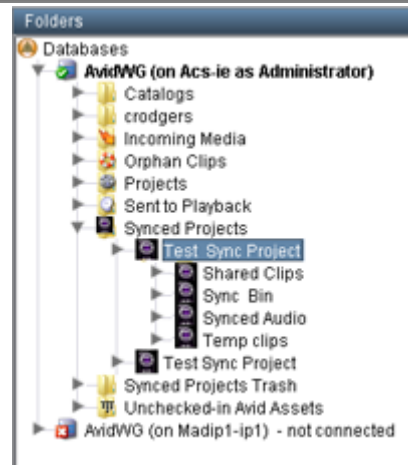 Folders
Databases
AvidWG (on Acs-ie as Administrator)
Catalogs
crodgers
Incoming Media
Orphan Clips
Projects
Sent to Playback
Synced Projects
Test Sync Project
Shared Clips
Sync Bin
Synced Audio
Temp clips
Test Sync Project
Synced Projects Trash
Unchecked-in Avid Assets
AvidWG (on Madip1-ip1) - not connected